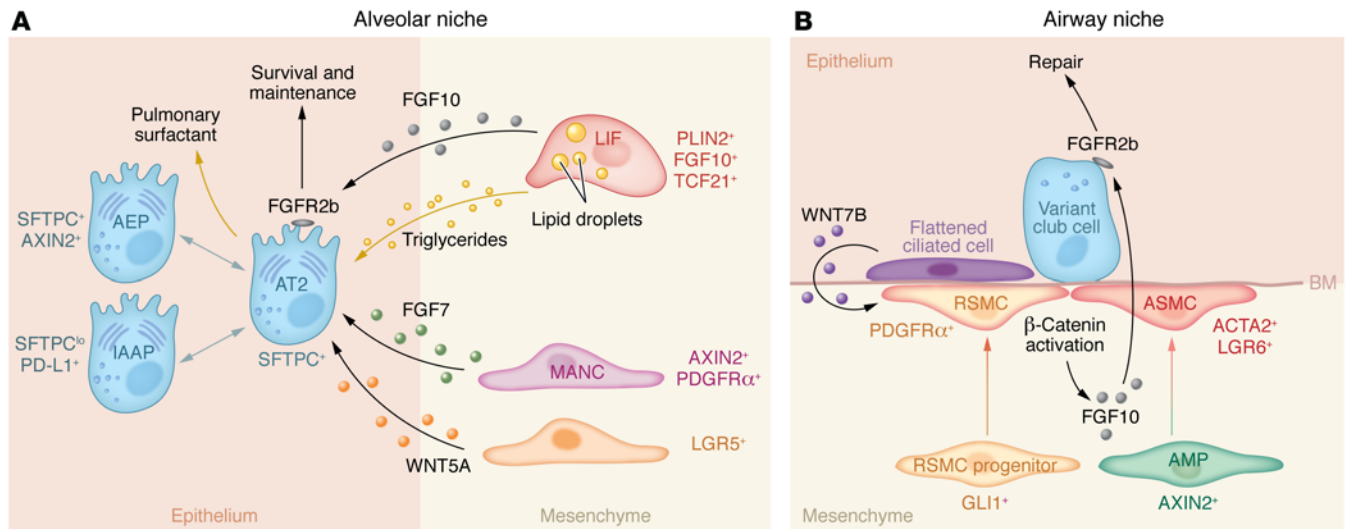 A
Alveolar niche
Survival and
maintenance
FGF10
Pulmonary
surfactant
LIF
PLIN2⁺
FGF10⁺
TCF21⁺
Lipid droplets
FGFR2b
Triglycerides
AEP
SFTPC⁺
AXIN2⁺
AT2
SFTPC⁺
IAAP
SFTPCˡᵒ
PD-L1⁺
FGF7
MANC
AXIN2⁺
PDGFRα⁺
WNT5A
LGR5⁺
Epithelium
Mesenchyme
B
Airway niche
Epithelium
Repair
FGFR2b
WNT7B
Flattened
ciliated cell
Variant
club cell
BM
RSMC
PDGFRα⁺
ASMC
ACTA2⁺
LGR6⁺
β-Catenin
activation
FGF10
RSMC progenitor
GLI1⁺
AMP
AXIN2⁺
Mesenchyme